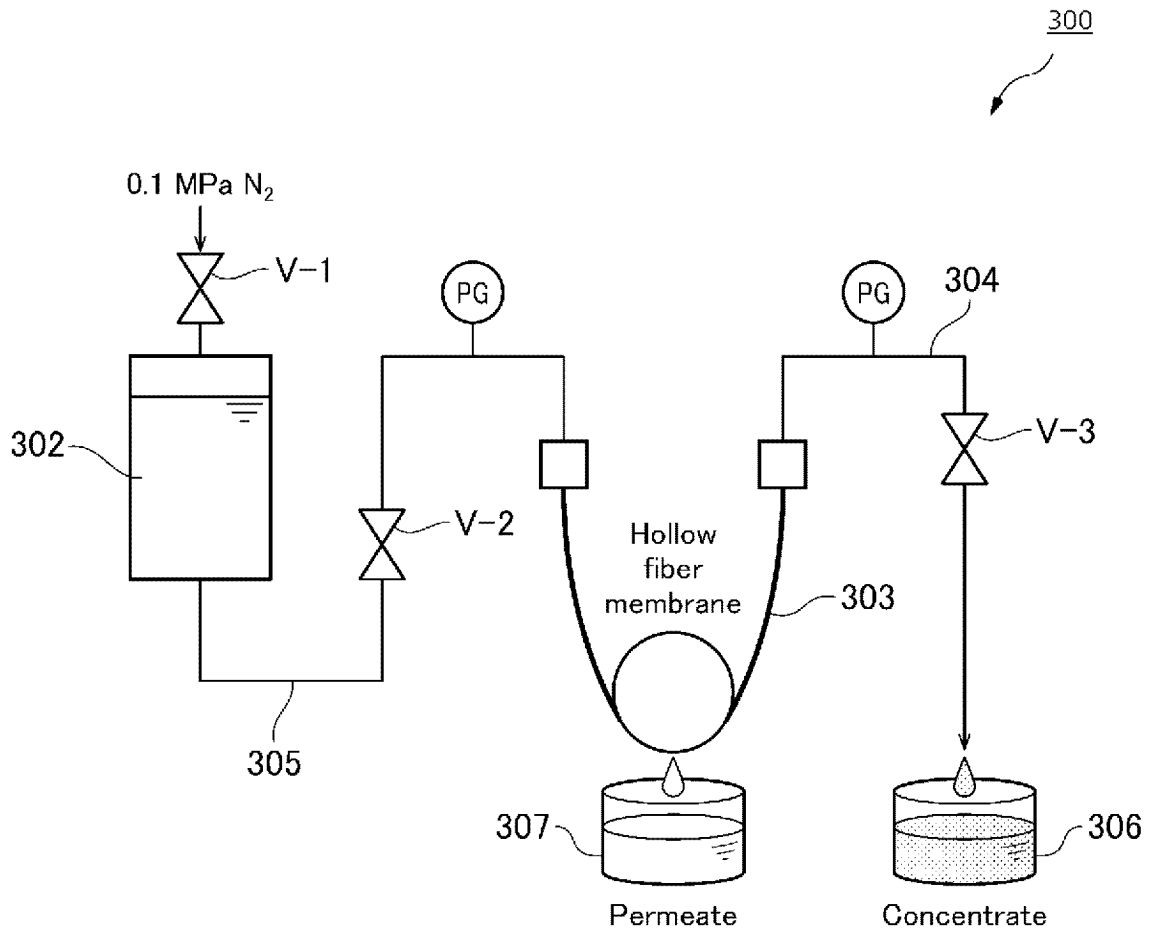 300
0.1 MPa N₂
V-1
PG
PG
304
302
V-3
V-2
Hollow
fiber
membrane
303
305
307
306
Permeate
Concentrate